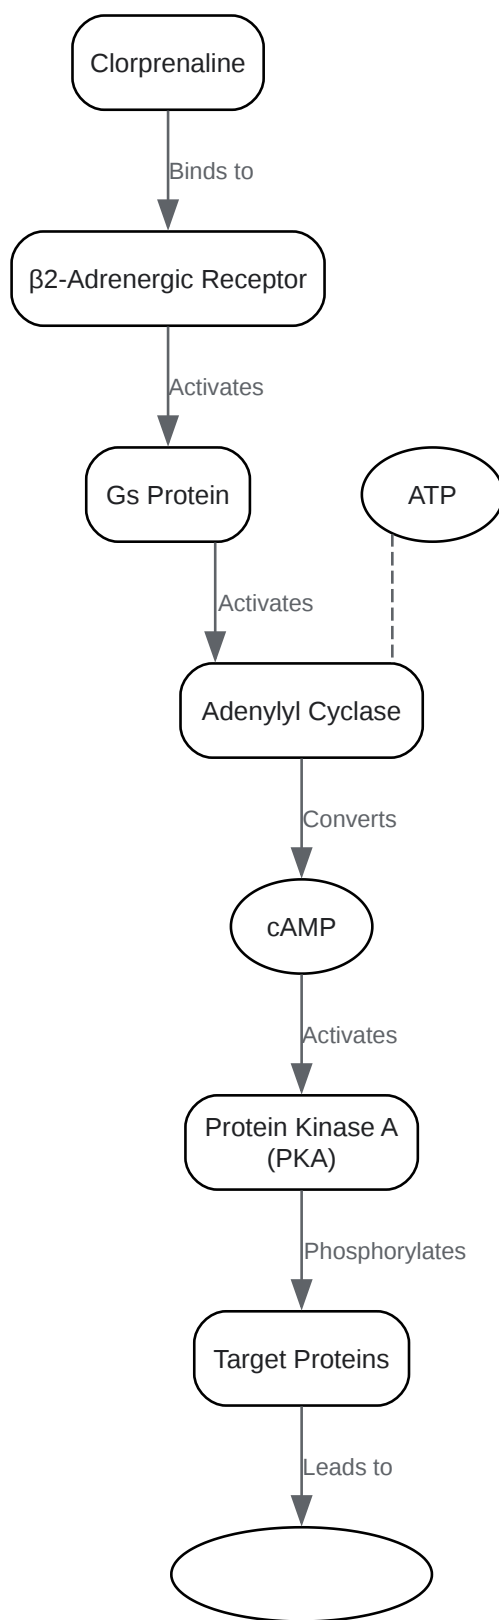 Clorprenaline
Binds to
β2-Adrenergic Receptor
Activates
Gs Protein
ATP
Activates
Adenylyl Cyclase
Converts
cAMP
Activates
Protein Kinase A
(PKA)
Phosphorylates
Target Proteins
Leads to